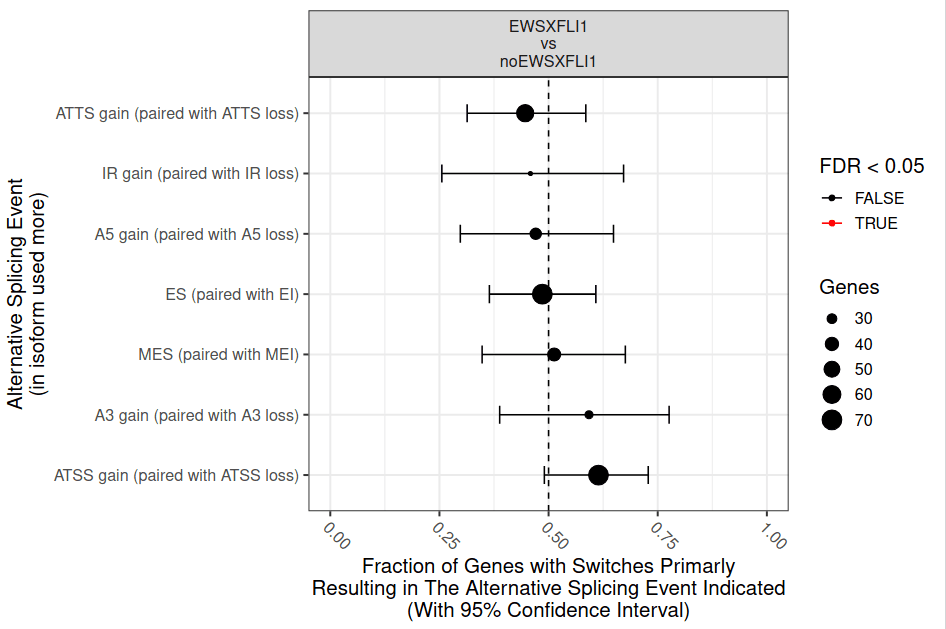 EWSXFLI1
vs
noEWSXFLI1
Alternative Splicing Event
(in isoform used more)
ATTS gain (paired with ATTS loss)
IR gain (paired with IR loss)
A5 gain (paired with A5 loss)
ES (paired with EI)
MES (paired with MEI)
A3 gain (paired with A3 loss)
ATSS gain (paired with ATSS loss)
0.00
0.25
0.50
0.75
1.00
Fraction of Genes with Switches Primarly
Resulting in The Alternative Splicing Event Indicated
(With 95% Confidence Interval)
FDR < 0.05
FALSE
TRUE
Genes
30
40
50
60
70